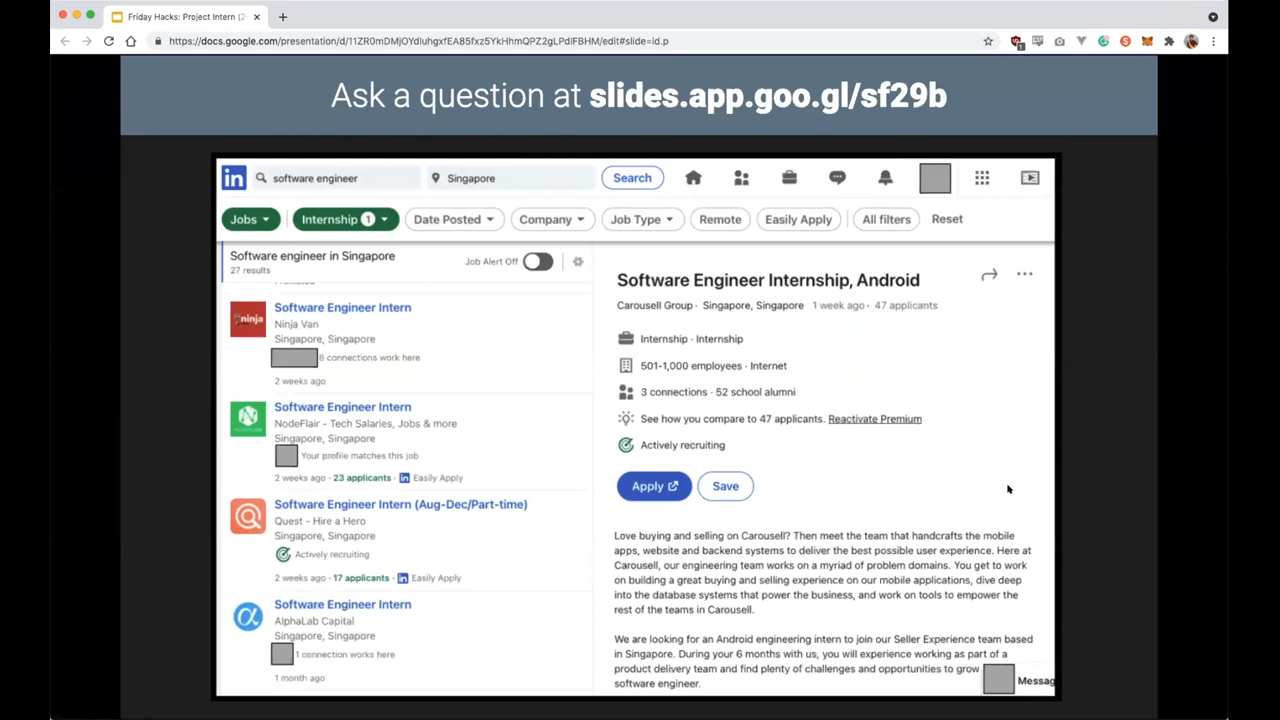 Friday Hacks: Project Intern (2
https://docs.google.com/presentation/d/11ZR0mDMjOYdIuhgxfEA85fxz5YkHhmQPZ2gLPdIFBHM/edit#slide=id.p
Ask a question at slides.app.goo.gl/sf29b
in
software engineer
Singapore
Search
Jobs
Internship 1
Date Posted
Company
Job Type
Remote
Easily Apply
All filters
Reset
Software engineer in Singapore
27 results
Job Alert Off
ninja
Software Engineer Intern
Ninja Van
Singapore, Singapore
8 connections work here
2 weeks ago
Software Engineer Intern
NodeFlair - Tech Salaries, Jobs & more
Singapore, Singapore
Your profile matches this job
2 weeks ago · 23 applicants · in Easily Apply
Software Engineer Intern (Aug-Dec/Part-time)
Quest - Hire a Hero
Singapore, Singapore
Actively recruiting
2 weeks ago · 17 applicants · in Easily Apply
Software Engineer Intern
AlphaLab Capital
Singapore, Singapore
1 connection works here
1 month ago
Software Engineer Internship, Android
Carousell Group · Singapore, Singapore 1 week ago · 47 applicants
Internship · Internship
501-1,000 employees · Internet
3 connections · 52 school alumni
See how you compare to 47 applicants. Reactivate Premium
Actively recruiting
Apply
Save
Love buying and selling on Carousell? Then meet the team that handcrafts the mobile
apps, website and backend systems to deliver the best possible user experience. Here at
Carousell, our engineering team works on a myriad of problem domains. You get to work
on building a great buying and selling experience on our mobile applications, dive deep
into the database systems that power the business, and work on tools to empower the
rest of the teams in Carousell.
We are looking for an Android engineering intern to join our Seller Experience team based
in Singapore. During your 6 months with us, you will experience working as part of a
product delivery team and find plenty of challenges and opportunities to grow
software engineer.
Messag